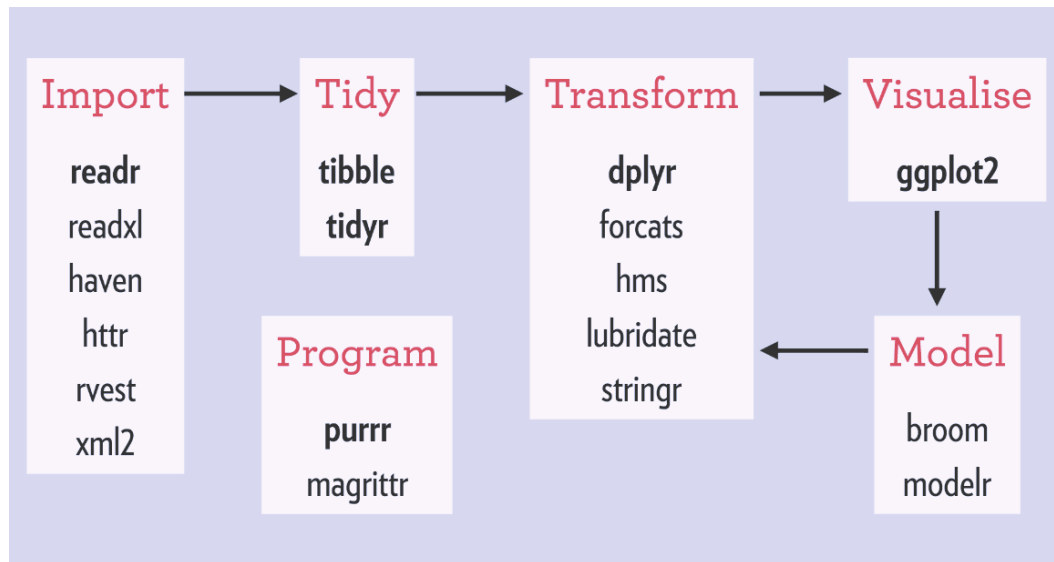 Import
readr
readxl
haven
httr
rvest
xml2
Tidy
tibble
tidyr
Program
purrr
magrittr
Transform
dplyr
forcats
hms
lubridate
stringr
Visualise
ggplot2
Model
broom
modelr